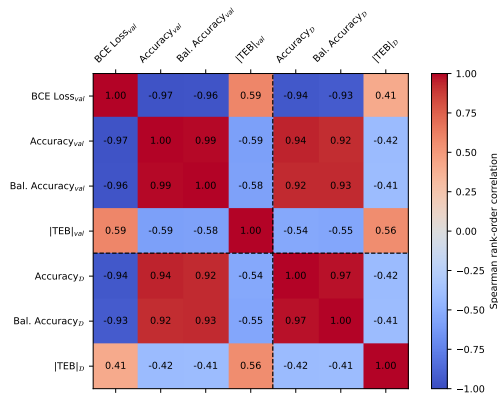 BCE Loss_val Accuracy_val Bal. Accuracy_val |TEB|_val Accuracy_𝒟 Bal. Accuracy_𝒟 |TEB|_𝒟
BCE Loss_val 1.00 -0.97 -0.96 0.59 -0.94 -0.93 0.41
Accuracy_val -0.97 1.00 0.99 -0.59 0.94 0.92 -0.42
Bal. Accuracy_val -0.96 0.99 1.00 -0.58 0.92 0.93 -0.41
|TEB|_val 0.59 -0.59 -0.58 1.00 -0.54 -0.55 0.56
Accuracy_𝒟 -0.94 0.94 0.92 -0.54 1.00 0.97 -0.42
Bal. Accuracy_𝒟 -0.93 0.92 0.93 -0.55 0.97 1.00 -0.41
|TEB|_𝒟 0.41 -0.42 -0.41 0.56 -0.42 -0.41 1.00
1.00
0.75
0.50
0.25
0.00
−0.25
−0.50
−0.75
−1.00
Spearman rank-order correlation